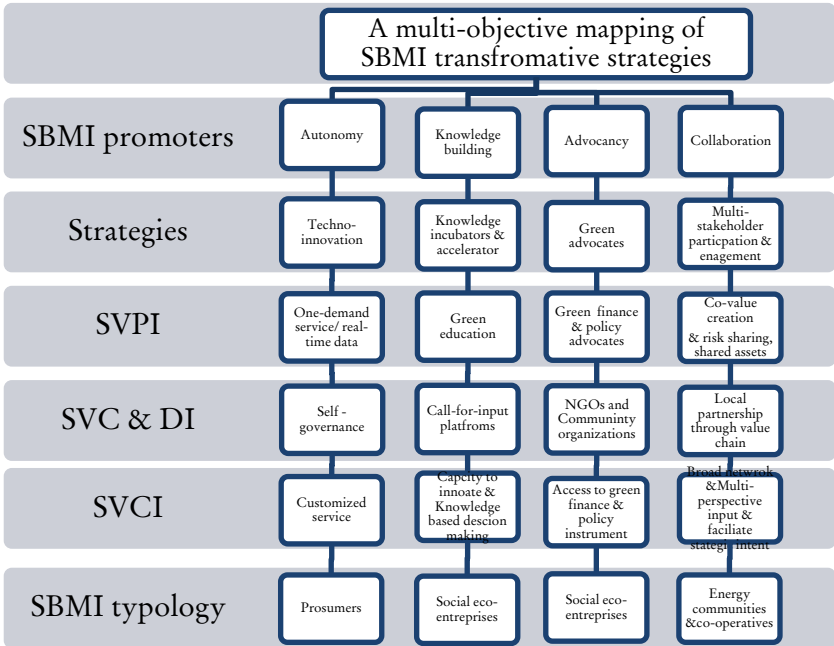 A multi-objective mapping of
SBMI transfromative strategies
SBMI promoters
Autonomy
Knowledge
building
Advocancy
Collaboration
Strategies
Techno-
innovation
Knowledge
incubators &
accelerator
Green
advocates
Multi-
stakeholder
particpation &
enagement
SVPI
One-demand
service/ real-
time data
Green
education
Green finance
& policy
advocates
Co-value
creation
& risk sharing,
shared assets
SVC & DI
Self -
governance
Call-for-input
platfroms
NGOs and
Communinty
organizations
Local
partnership
through value
chain
SVCI
Customized
service
Capcity to
innoate &
Knowledge
based descion
making
Access to green
finance &
policy
instrument
Broad netwrok
&Multi-
perspective
input &
faciliate
stategic intent
SBMI typology
Prosumers
Social eco-
entreprises
Social eco-
entreprises
Energy
communities
&co-operatives